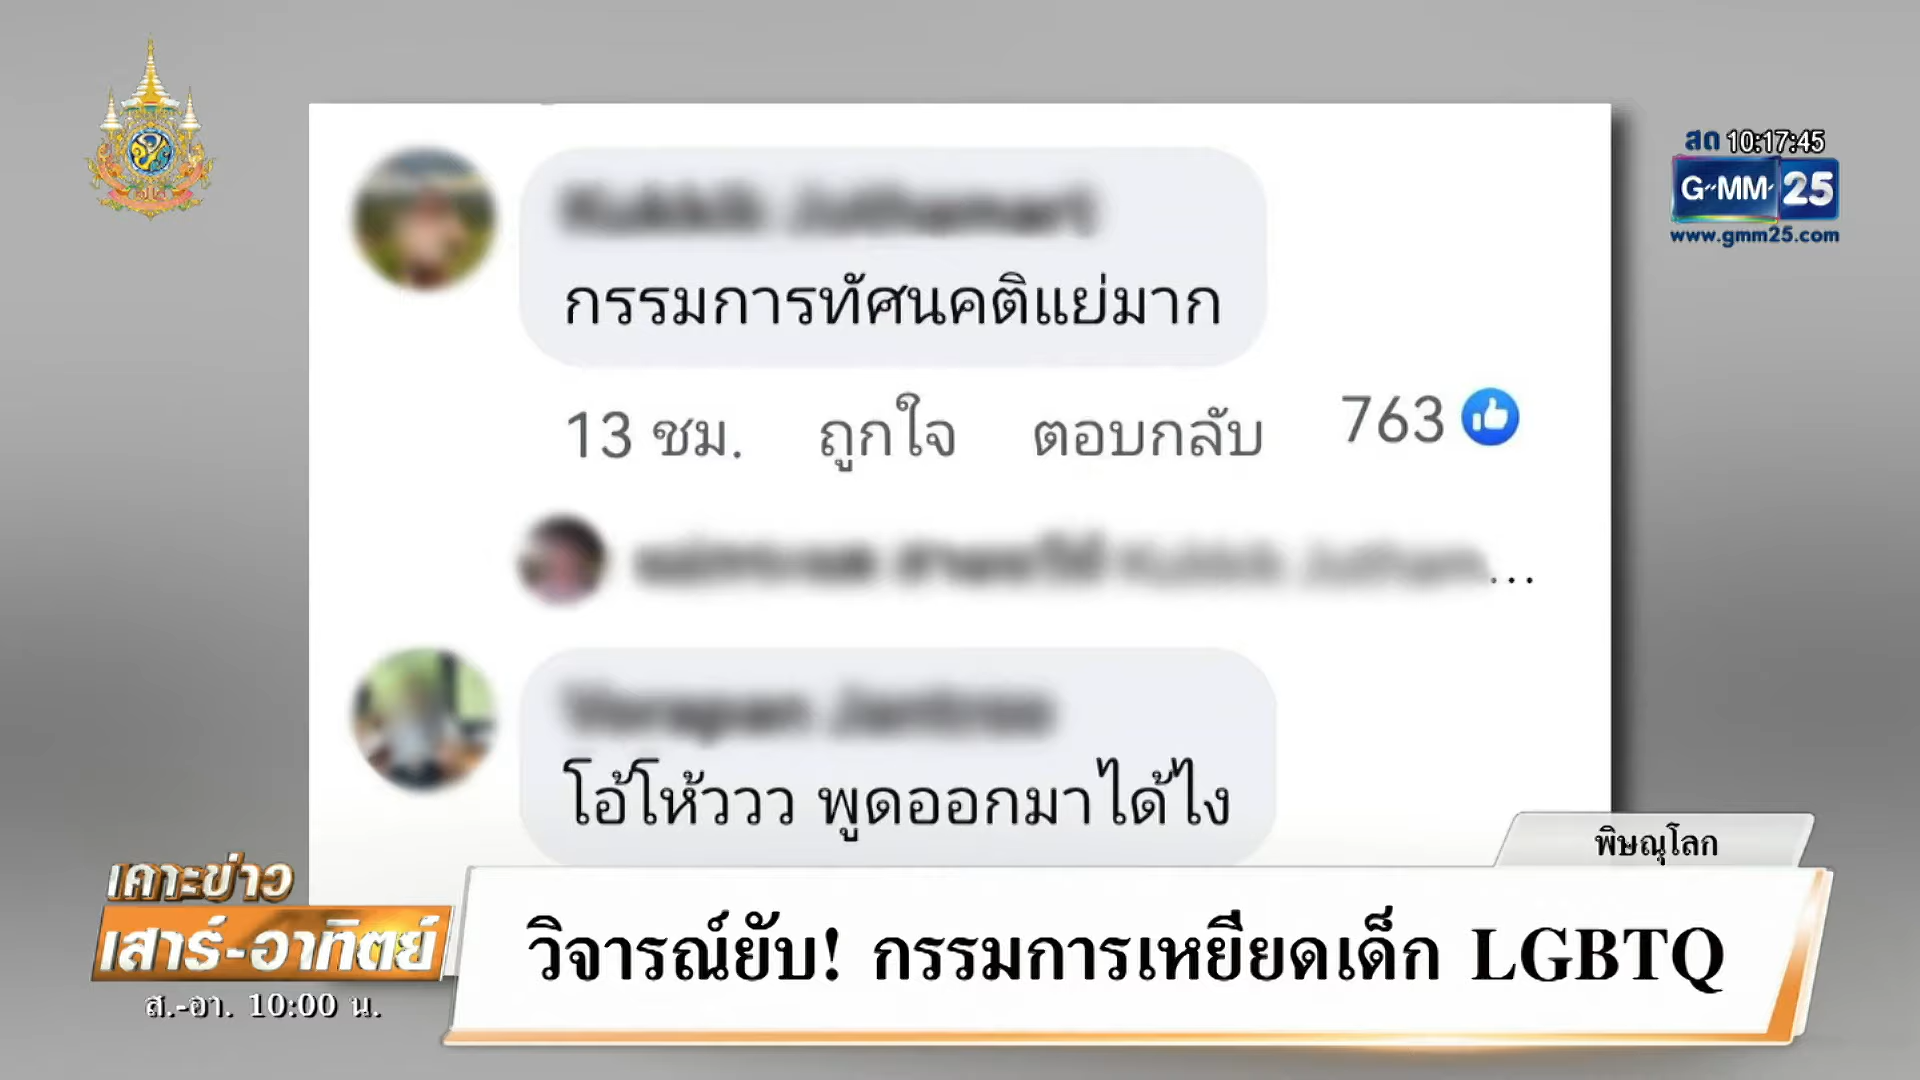 สด 10:17:45
GMM 25
www.gmm25.com
กรรมการทัศนคติแย่มาก
13 ชม. ถูกใจ ตอบกลับ 763
...
โอ้โห้ววว พูดออกมาได้ไง
พิษณุโลก
เคาะข่าว
เสาร์-อาทิตย์
ส.-อา. 10:00 น.
วิจารณ์ยับ! กรรมการเหยียดเด็ก LGBTQ